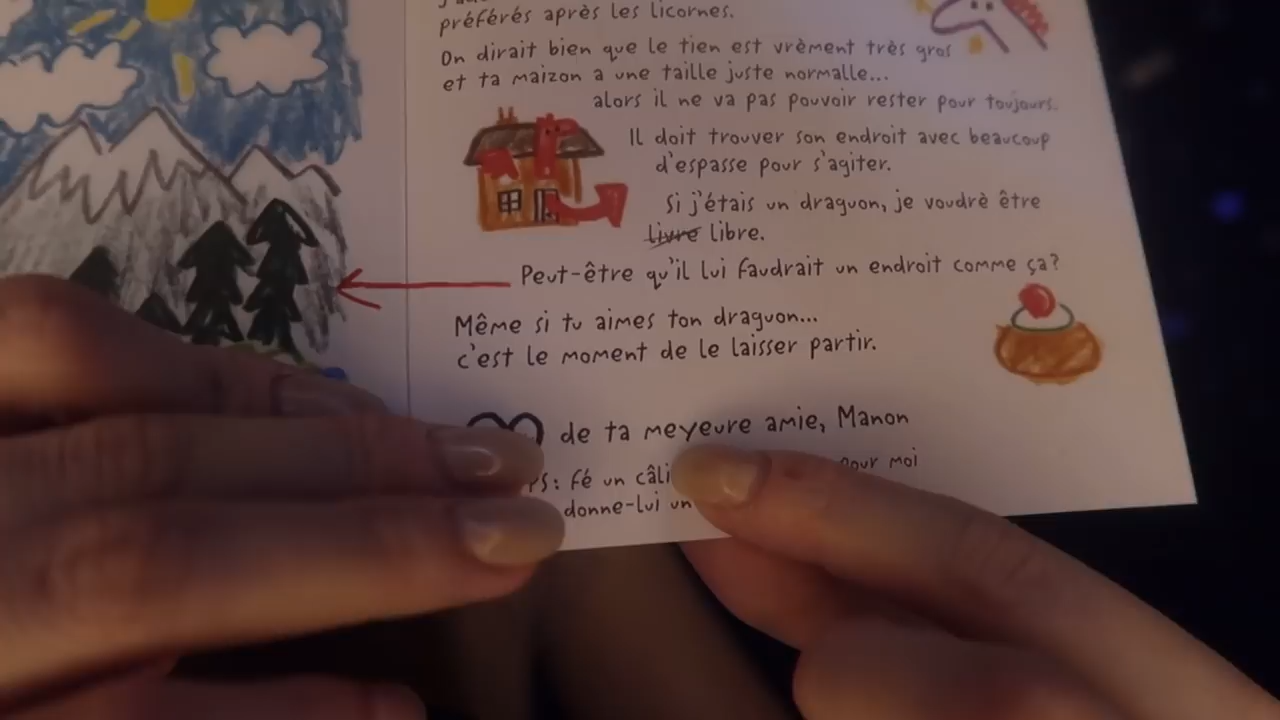 préférés après les licornes.
On dirait bien que le tien est vrèment très gros
et ta maizon a une taille juste normalle...
alors il ne va pas pouvoir rester pour toujours.
Il doit trouver son endroit avec beaucoup
d'espasse pour s'agiter.
Si j'étais un draguon, je voudrè être
livre libre.
Peut-être qu'il lui faudrait un endroit comme ça?
Même si tu aimes ton draguon...
c'est le moment de le laisser partir.
de ta meyeure amie, Manon
PS: Fé un câli pour moi
donne-lui un